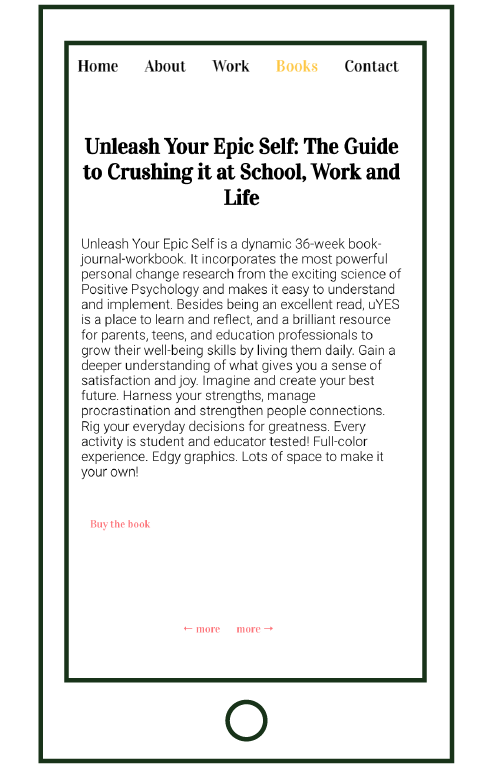 Home About Work Books Contact
Unleash Your Epic Self: The Guide
to Crushing it at School, Work and
Life
Unleash Your Epic Self is a dynamic 36-week book-
journal-workbook. It incorporates the most powerful
personal change research from the exciting science of
Positive Psychology and makes it easy to understand
and implement. Besides being an excellent read, uYES
is a place to learn and reflect, and a brilliant resource
for parents, teens, and education professionals to
grow their well-being skills by living them daily. Gain a
deeper understanding of what gives you a sense of
satisfaction and joy. Imagine and create your best
future. Harness your strengths, manage
procrastination and strengthen people connections.
Rig your everyday decisions for greatness. Every
activity is student and educator tested! Full-color
experience. Edgy graphics. Lots of space to make it
your own!
Buy the book
← more more →